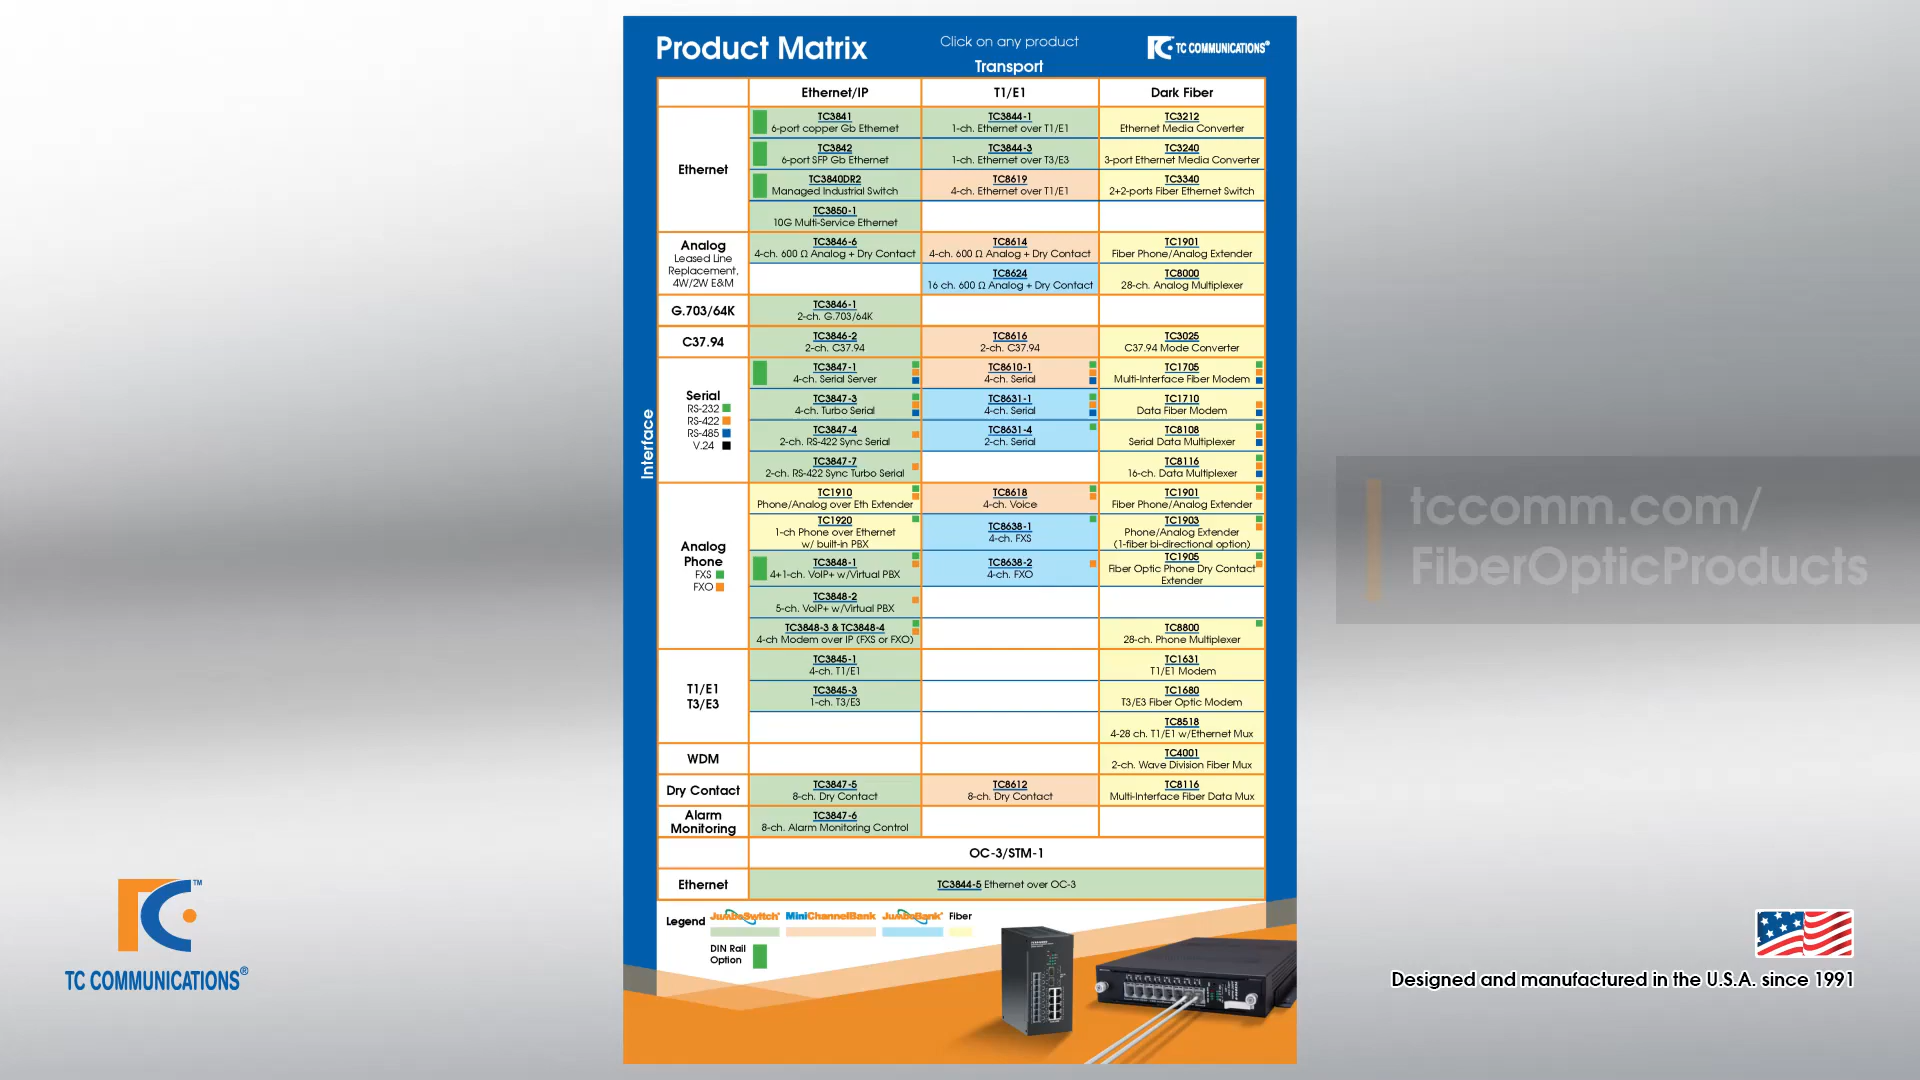 Product Matrix
Click on any product
TC COMMUNICATIONS®
Transport
Ethernet/IP
T1/E1
Dark Fiber
Interface
Ethernet
TC3841
6-port copper Gb Ethernet
TC3844-1
1-ch. Ethernet over T1/E1
TC3212
Ethernet Media Converter
TC3842
6-port SFP Gb Ethernet
TC3844-3
1-ch. Ethernet over T3/E3
TC3240
3-port Ethernet Media Converter
TC3840DR2
Managed Industrial Switch
TC8619
4-ch. Ethernet over T1/E1
TC3340
2+2-ports Fiber Ethernet Switch
TC3850-1
10G Multi-Service Ethernet
Analog
Leased Line
Replacement,
4W/2W E&M
TC3846-6
4-ch. 600 Ω Analog + Dry Contact
TC8614
4-ch. 600 Ω Analog + Dry Contact
TC1901
Fiber Phone/Analog Extender
TC8624
16 ch. 600 Ω Analog + Dry Contact
TC8000
28-ch. Analog Multiplexer
G.703/64K
TC3846-1
2-ch. G.703/64K
C37.94
TC3846-2
2-ch. C37.94
TC8616
2-ch. C37.94
TC3025
C37.94 Mode Converter
Serial
RS-232
RS-422
RS-485
V.24
TC3847-1
4-ch. Serial Server
TC8610-1
4-ch. Serial
TC1705
Multi-Interface Fiber Modem
TC3847-3
4-ch. Turbo Serial
TC8631-1
4-ch. Serial
TC1710
Data Fiber Modem
TC3847-4
2-ch. RS-422 Sync Serial
TC8631-4
2-ch. Serial
TC8108
Serial Data Multiplexer
TC3847-7
2-ch. RS-422 Sync Turbo Serial
TC8116
16-ch. Data Multiplexer
Analog
Phone
FXS
FXO
TC1910
Phone/Analog over Eth Extender
TC8618
4-ch. Voice
TC1901
Fiber Phone/Analog Extender
TC1920
1-ch Phone over Ethernet
w/ built-in PBX
TC8638-1
4-ch. FXS
TC1903
Phone/Analog Extender
(1-fiber bi-directional option)
TC3848-1
4+1-ch. VoIP+ w/Virtual PBX
TC8638-2
4-ch. FXO
TC1905
Fiber Optic Phone Dry Contact
Extender
TC3848-2
5-ch. VoIP+ w/Virtual PBX
TC3848-3 & TC3848-4
4-ch Modem over IP (FXS or FXO)
TC8800
28-ch. Phone Multiplexer
T1/E1
T3/E3
TC3845-1
4-ch. T1/E1
TC1631
T1/E1 Modem
TC3845-3
1-ch. T3/E3
TC1680
T3/E3 Fiber Optic Modem
TC8518
4-28 ch. T1/E1 w/Ethernet Mux
WDM
TC4001
2-ch. Wave Division Fiber Mux
Dry Contact
TC3847-5
8-ch. Dry Contact
TC8612
8-ch. Dry Contact
TC8116
Multi-Interface Fiber Data Mux
Alarm
Monitoring
TC3847-6
8-ch. Alarm Monitoring Control
OC-3/STM-1
Ethernet
TC3844-5 Ethernet over OC-3
Legend JumboSwitch® MiniChannelBank JumboBank® Fiber
DIN Rail
Option
tccomm.com/
FiberOpticProducts
TM
TC COMMUNICATIONS®
Designed and manufactured in the U.S.A. since 1991